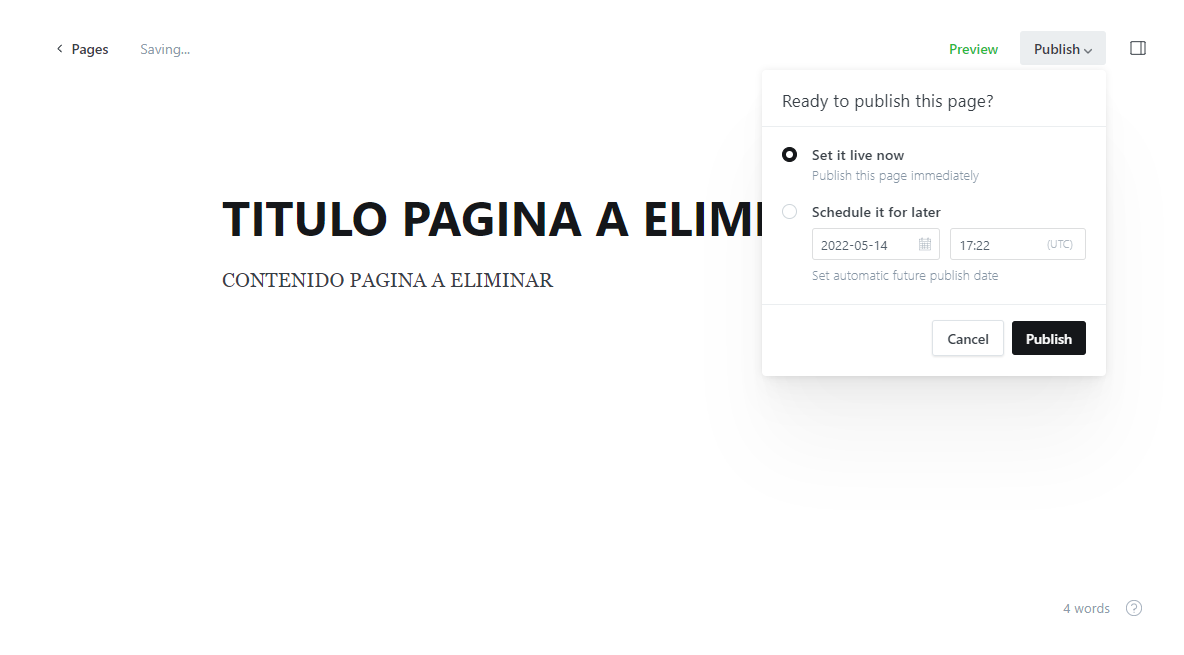 Pages Saving... Preview Publish
Ready to publish this page?
Set it live now
Publish this page immediately
Schedule it for later
2022-05-14 17:22 (UTC)
Set automatic future publish date
Cancel Publish
TITULO PAGINA A ELIM
CONTENIDO PAGINA A ELIMINAR
4 words ?